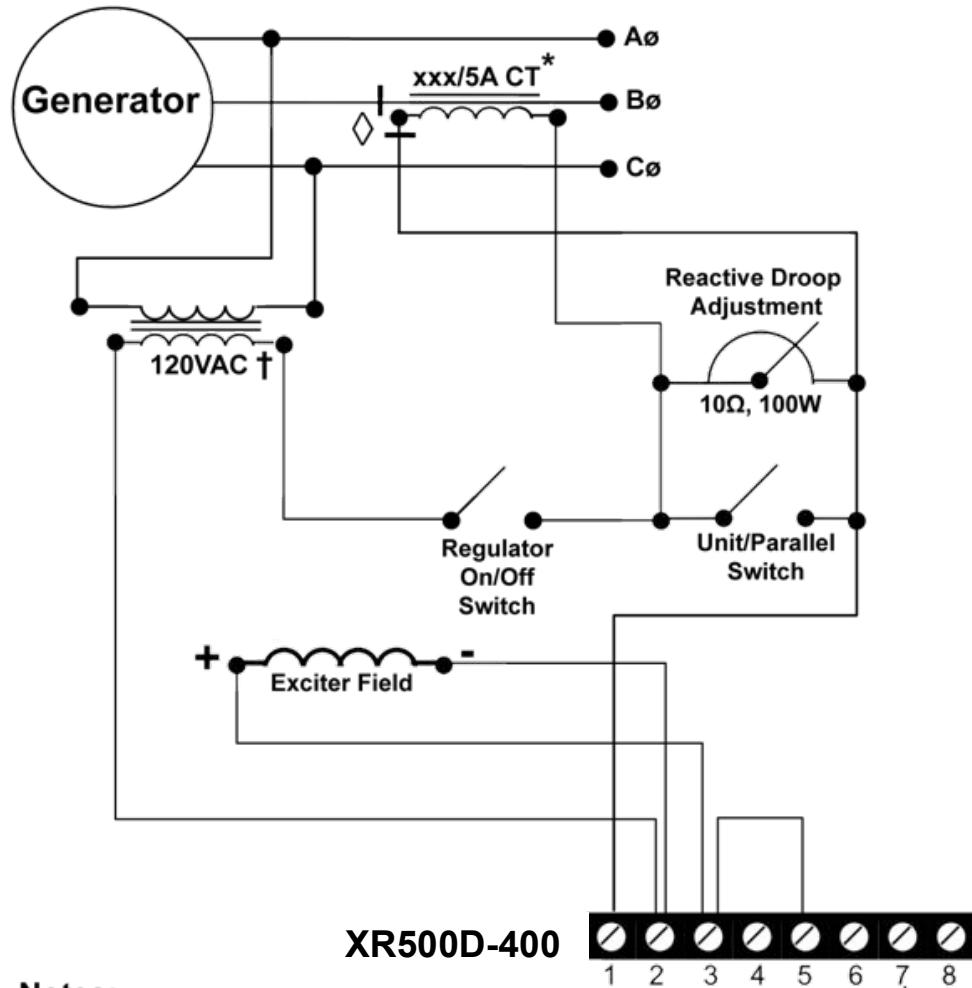 Generator
Aø
xxx/5A CT*
Bø
◊
Cø
Reactive Droop
Adjustment
10Ω, 100W
120VAC †
Regulator
On/Off
Switch
Unit/Parallel
Switch
+ -
Exciter Field
XR500D-400
1 2 3 4 5 6 7 8